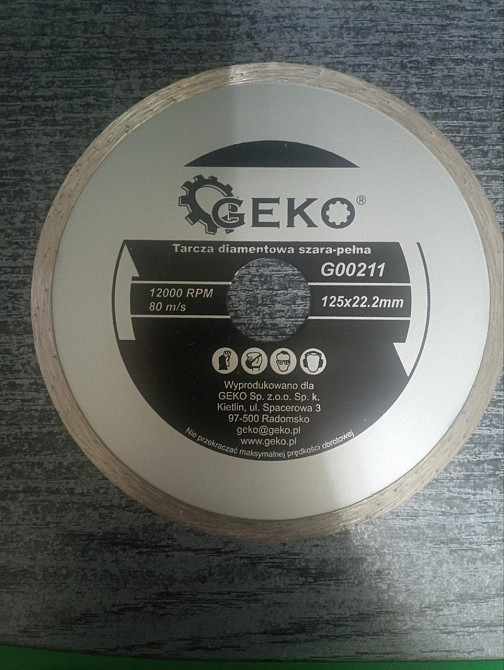 GEKO®
Tarcza diamentowa szara-pełna
G00211
12000 RPM
80 m/s
125x22.2mm
Wyprodukowano dla
GEKO Sp. z.o.o. Sp. k.
Kietlin, ul. Spacerowa 3
97-500 Radomsko
geko@geko.pl
www.geko.pl
Nie przekraczać maksymalnej prędkości obrotowej